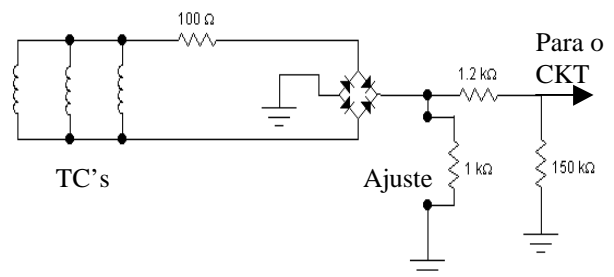 100 Ω
Para o
CKT
1.2 kΩ
TC's
Ajuste
1 kΩ
150 kΩ